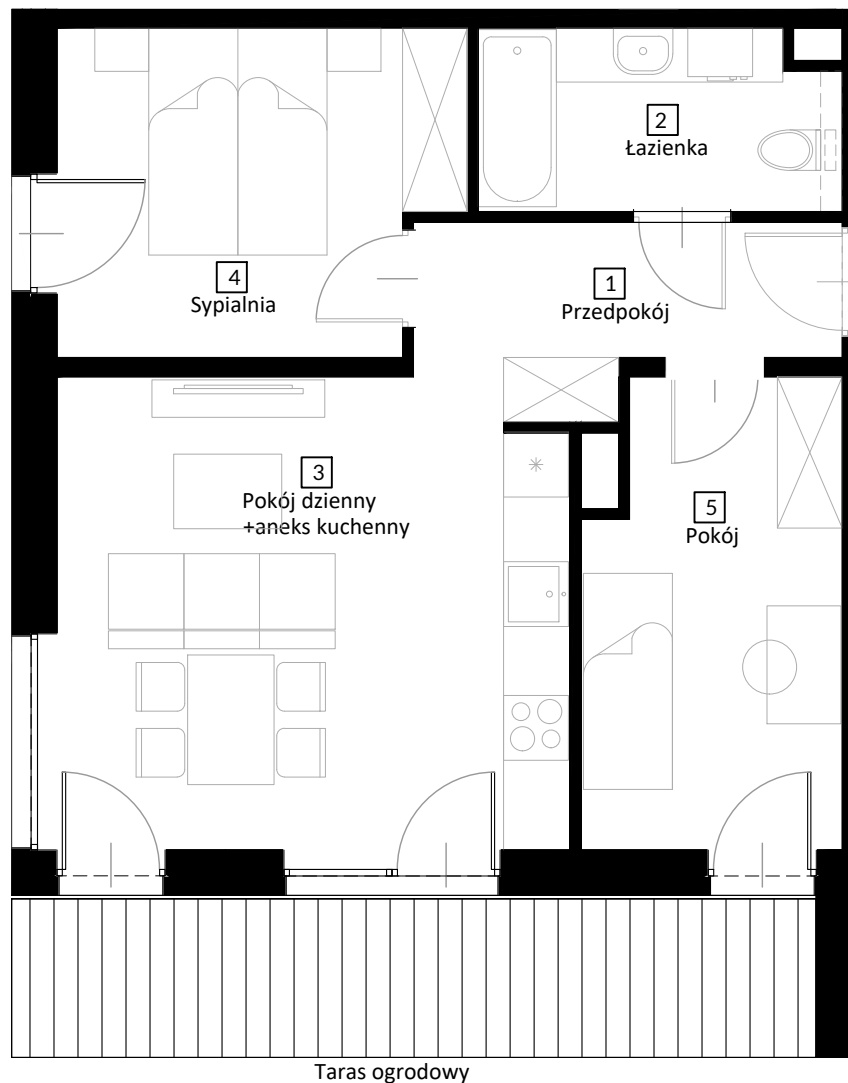 2
Łazienka
4
Sypialnia
1
Przedpokój
3
Pokój dzienny
+aneks kuchenny
5
Pokój
Taras ogrodowy